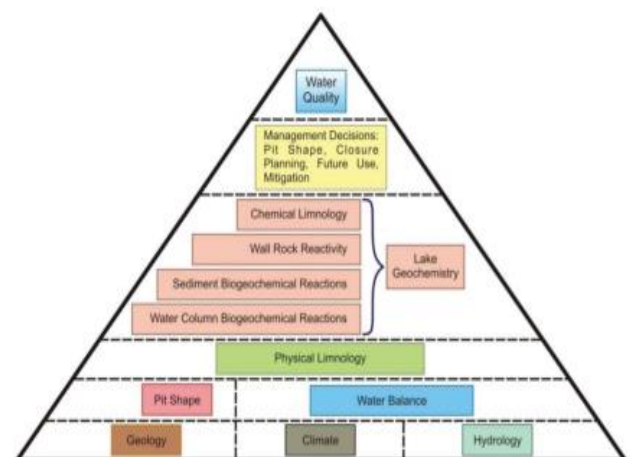 Water
Quality
Management Decisions:
Pit Shape, Closure
Planning, Future Use,
Mitigation
Chemical Limnology
Wall Rock Reactivity
Lake
Geochemistry
Sediment Biogeochemical Reactions
Water Column Biogeochemical Reactions
Physical Limnology
Pit Shape
Water Balance
Geology
Climate
Hydrology